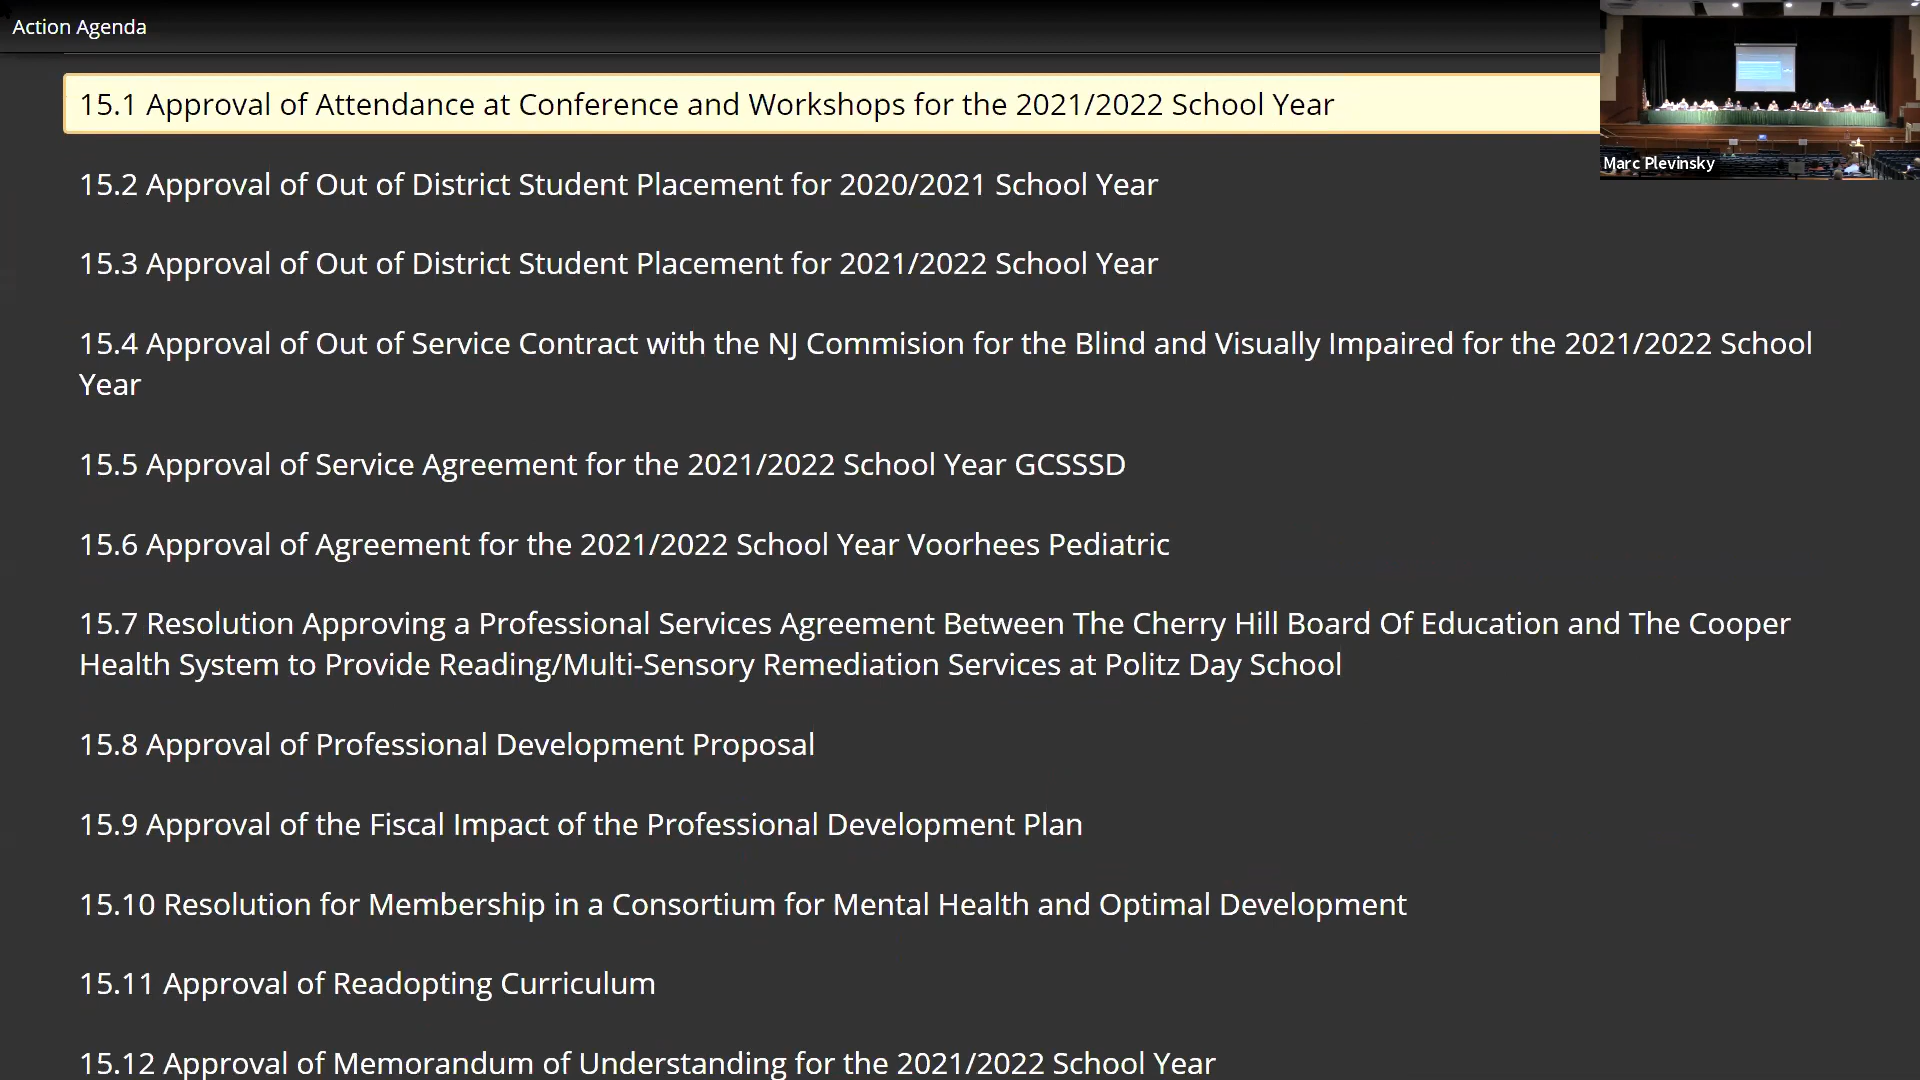 Action Agenda
15.1 Approval of Attendance at Conference and Workshops for the 2021/2022 School Year
Marc Plevinsky
15.2 Approval of Out of District Student Placement for 2020/2021 School Year
15.3 Approval of Out of District Student Placement for 2021/2022 School Year
15.4 Approval of Out of Service Contract with the NJ Commision for the Blind and Visually Impaired for the 2021/2022 School
Year
15.5 Approval of Service Agreement for the 2021/2022 School Year GCSSSD
15.6 Approval of Agreement for the 2021/2022 School Year Voorhees Pediatric
15.7 Resolution Approving a Professional Services Agreement Between The Cherry Hill Board Of Education and The Cooper
Health System to Provide Reading/Multi-Sensory Remediation Services at Politz Day School
15.8 Approval of Professional Development Proposal
15.9 Approval of the Fiscal Impact of the Professional Development Plan
15.10 Resolution for Membership in a Consortium for Mental Health and Optimal Development
15.11 Approval of Readopting Curriculum
15.12 Approval of Memorandum of Understanding for the 2021/2022 School Year